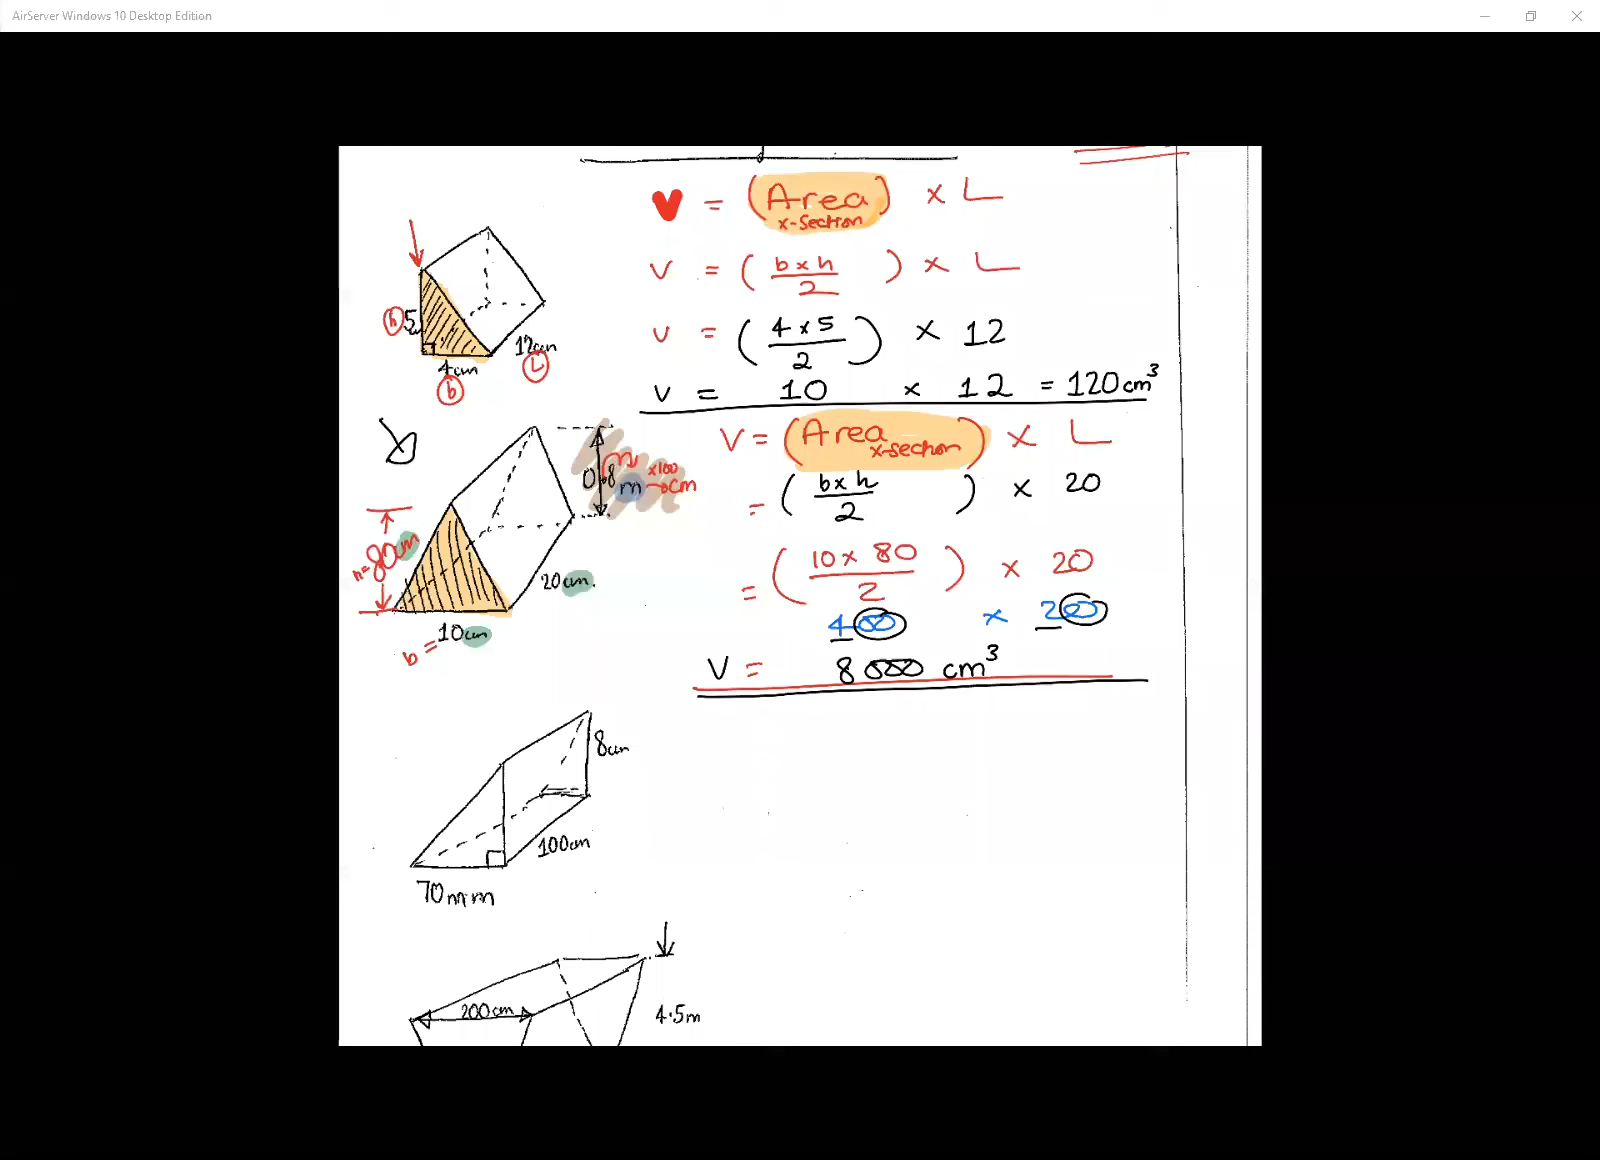 AirServer Windows 10 Desktop Edition
V = (Area x-section) x L
V = (b x h / 2) x L
h 5
12cm
L
4cm
b
V = (4 x 5 / 2) x 12
V = 10 x 12 = 120cm³
V = (Area x-section) x L
0.8 m x100 → cm
= (b x h / 2) x 20
h = 80cm
20cm.
10cm
b =
= (10 x 80 / 2) x 20
400 x 20
V = 8000 cm³
8cm
100cm
70mm
200cm
4.5m